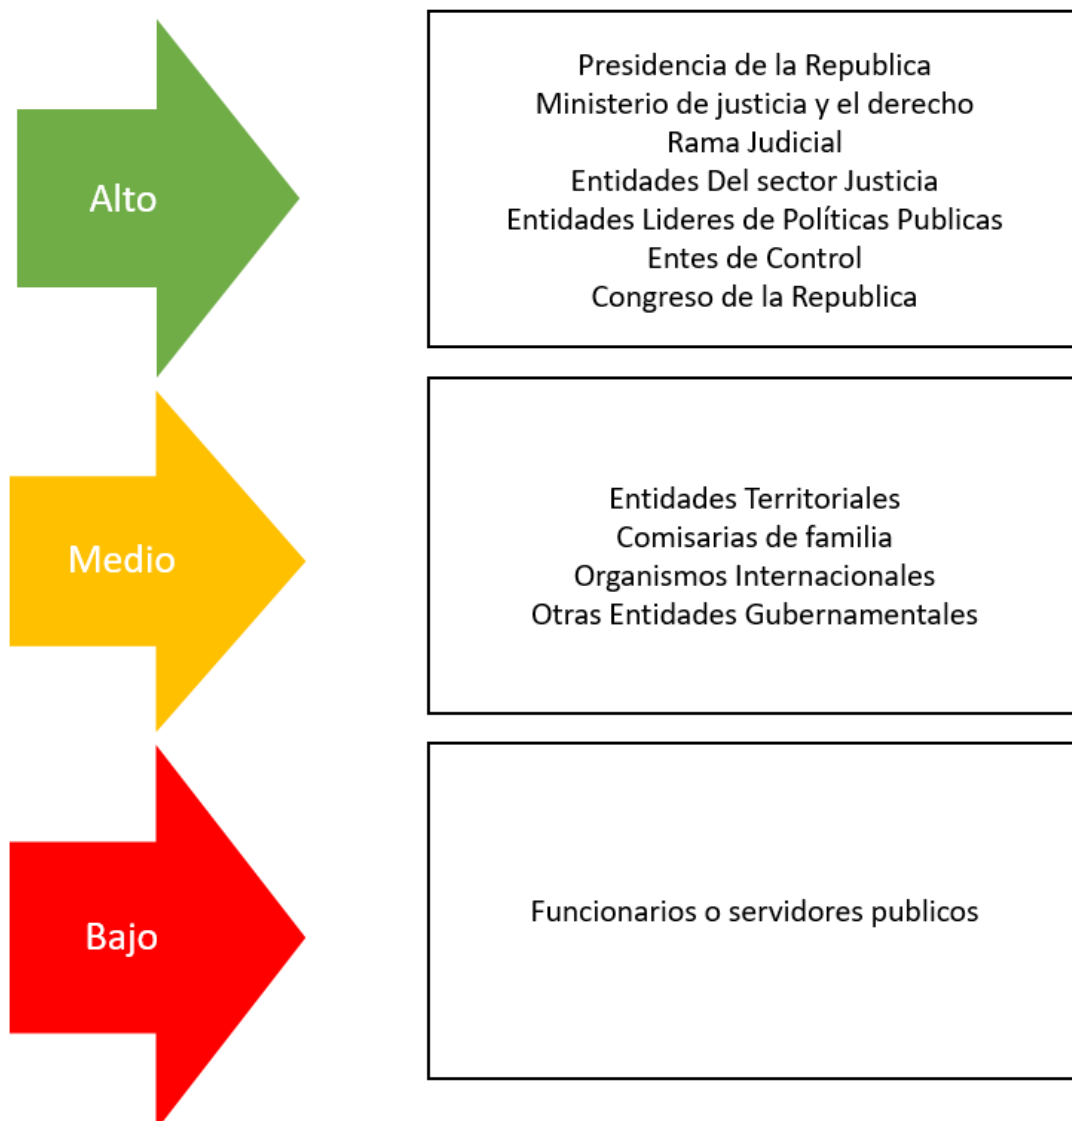 Alto
Presidencia de la Republica
Ministerio de justicia y el derecho
Rama Judicial
Entidades Del sector Justicia
Entidades Lideres de Políticas Publicas
Entes de Control
Congreso de la Republica
Medio
Entidades Territoriales
Comisarias de familia
Organismos Internacionales
Otras Entidades Gubernamentales
Bajo
Funcionarios o servidores publicos